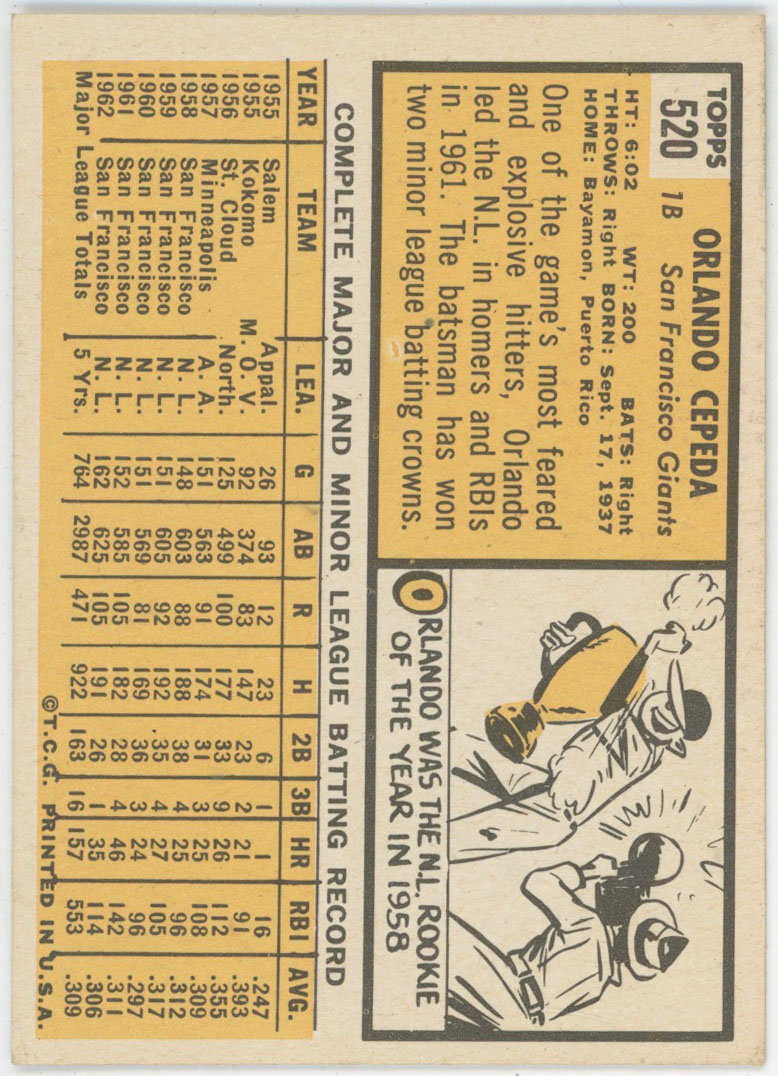 TOPPS
520
ORLANDO CEPEDA
1B San Francisco Giants
HT: 6:02 WT: 200 BATS: Right
THROWS: Right BORN: Sept. 17, 1937
HOME: Bayamon, Puerto Rico
One of the game's most feared
and explosive hitters, Orlando
led the N.L. in homers and RBIs
in 1961. The batsman has won
two minor league batting crowns.
ORLANDO WAS THE N.L. ROOKIE
OF THE YEAR IN 1958
COMPLETE MAJOR AND MINOR LEAGUE BATTING RECORD
YEAR TEAM LEA. G AB R H 2B 3B HR RBI AVG.
1955 Salem Appal. 26 93 12 23 6 1 1 16 .247
1955 Kokomo M. O. V. 92 374 83 147 23 2 21 91 .393
1956 St. Cloud North. 125 499 100 177 33 9 26 112 .355
1957 Minneapolis A. A. 151 563 91 174 31 3 25 108 .309
1958 San Francisco N. L. 148 603 88 188 38 4 25 96 .312
1959 San Francisco N. L. 151 605 92 192 35 4 27 105 .317
1960 San Francisco N. L. 151 569 81 169 36 3 24 96 .297
1961 San Francisco N. L. 152 585 105 182 28 4 46 142 .311
1962 San Francisco N. L. 162 625 105 191 26 1 35 114 .306
Major League Totals 5 Yrs. 764 2987 471 922 163 16 157 553 .309
©T.C.G. PRINTED IN U.S.A.